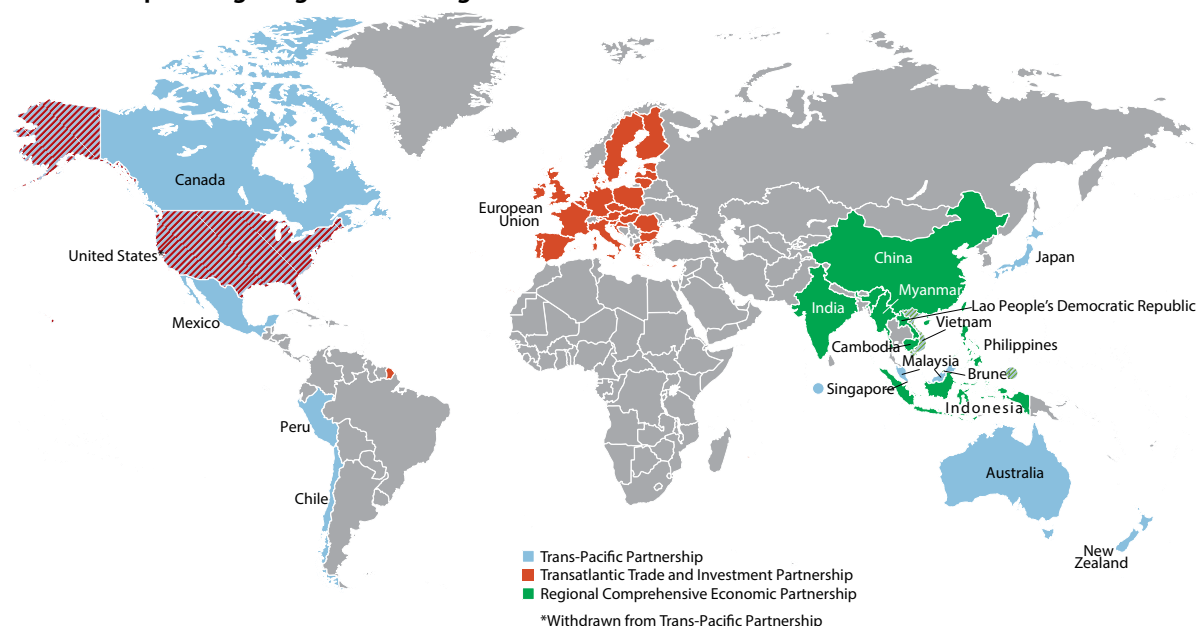 Canada
European
Union
United States*
China
Japan
Myanmar
India
Lao People's Democratic Republic
Mexico
Vietnam
Cambodia
Philippines
Malaysia
Brunei
Singapore
Indonesia
Peru
Australia
Chile
New
Zealand
Trans-Pacific Partnership
Transatlantic Trade and Investment Partnership
Regional Comprehensive Economic Partnership
*Withdrawn from Trans-Pacific Partnership